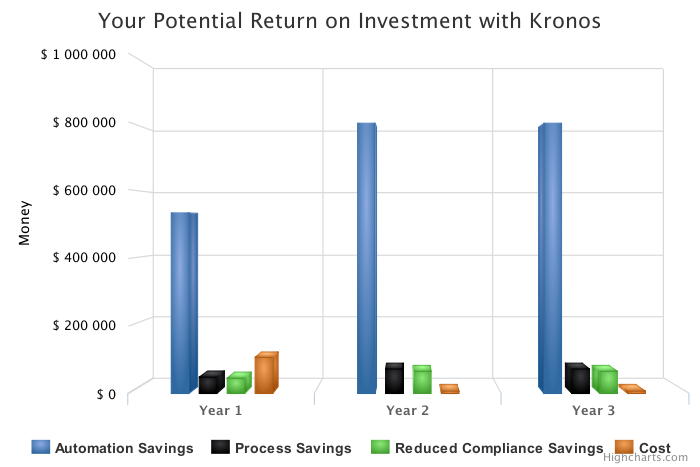 Your Potential Return on Investment with Kronos
$ 1 000 000
$ 800 000
$ 600 000
$ 400 000
$ 200 000
$ 0
Money
Year 1 Year 2 Year 3
Automation Savings Process Savings Reduced Compliance Savings Cost
Highcharts.com